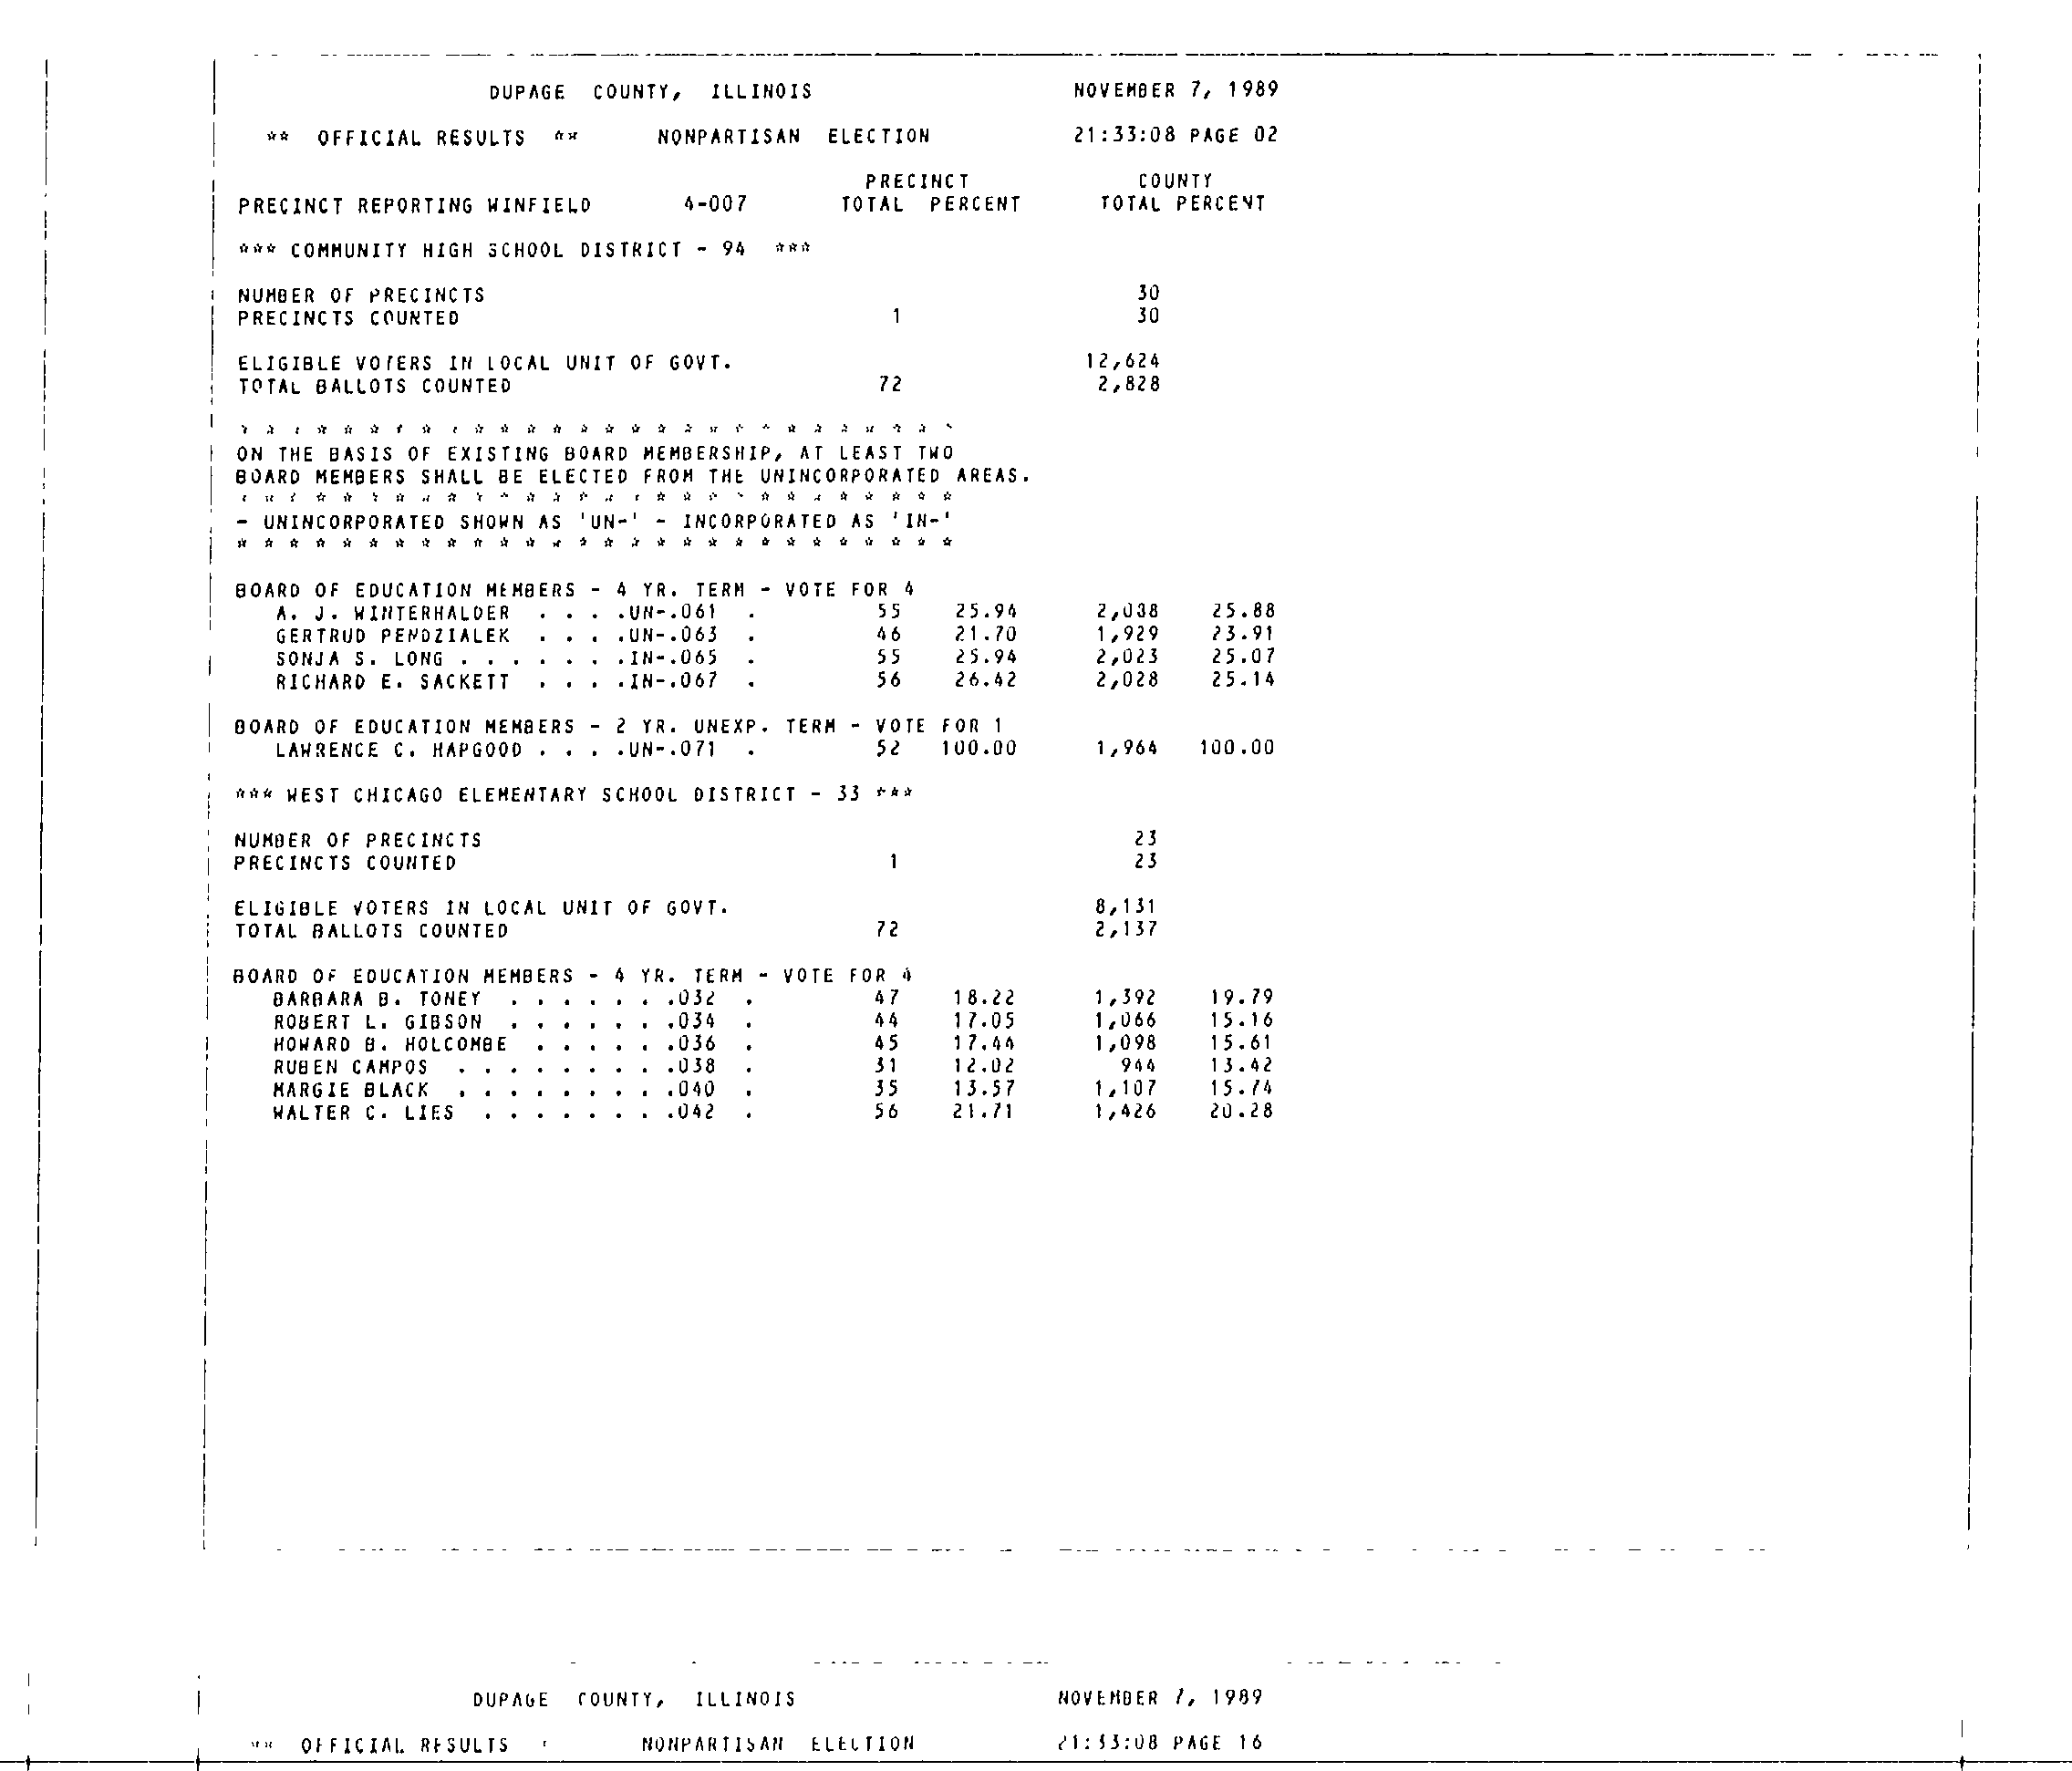 DUPAGE COUNTY, ILLINOIS NOVEMBER 7, 1989
** OFFICIAL RESULTS ** NONPARTISAN ELECTION 21:33:08 PAGE 02
PRECINCT COUNTY
PRECINCT REPORTING WINFIELD 4-007 TOTAL PERCENT TOTAL PERCENT
*** COMMUNITY HIGH SCHOOL DISTRICT - 94 ***
NUMBER OF PRECINCTS 30
PRECINCTS COUNTED 1 30
ELIGIBLE VOTERS IN LOCAL UNIT OF GOVT. 12,624
TOTAL BALLOTS COUNTED 72 2,828
* * * * * * * * * * * * * * * * * * * * * * * * * * * *
ON THE BASIS OF EXISTING BOARD MEMBERSHIP, AT LEAST TWO
BOARD MEMBERS SHALL BE ELECTED FROM THE UNINCORPORATED AREAS.
* * * * * * * * * * * * * * * * * * * * * * * * * * * *
- UNINCORPORATED SHOWN AS 'UN-' - INCORPORATED AS 'IN-'
* * * * * * * * * * * * * * * * * * * * * * * * * * * *
BOARD OF EDUCATION MEMBERS - 4 YR. TERM - VOTE FOR 4
A. J. WINTERHALDER . . . .UN-.061 . 55 25.94 2,088 25.88
GERTRUD PENDZIALEK . . . .UN-.063 . 46 21.70 1,929 23.91
SONJA S. LONG . . . . . . .IN-.065 . 55 25.94 2,023 25.07
RICHARD E. SACKETT . . . .IN-.067 . 56 26.42 2,028 25.14
BOARD OF EDUCATION MEMBERS - 2 YR. UNEXP. TERM - VOTE FOR 1
LAWRENCE C. HAPGOOD . . . .UN-.071 . 52 100.00 1,964 100.00
*** WEST CHICAGO ELEMENTARY SCHOOL DISTRICT - 33 ***
NUMBER OF PRECINCTS 23
PRECINCTS COUNTED 1 23
ELIGIBLE VOTERS IN LOCAL UNIT OF GOVT. 8,131
TOTAL BALLOTS COUNTED 72 2,137
BOARD OF EDUCATION MEMBERS - 4 YR. TERM - VOTE FOR 4
BARBARA B. TONEY . . . . . . .032 . 47 18.22 1,392 19.79
ROBERT L. GIBSON . . . . . . .034 . 44 17.05 1,066 15.16
HOWARD B. HOLCOMBE . . . . . .036 . 45 17.44 1,098 15.61
RUBEN CAMPOS . . . . . . . . .038 . 31 12.02 944 13.42
MARGIE BLACK . . . . . . . . .040 . 35 13.57 1,107 15.74
WALTER C. LIES . . . . . . . .042 . 56 21.71 1,426 20.28
DUPAGE COUNTY, ILLINOIS NOVEMBER 7, 1989
** OFFICIAL RESULTS NONPARTISAN ELECTION 21:33:08 PAGE 16